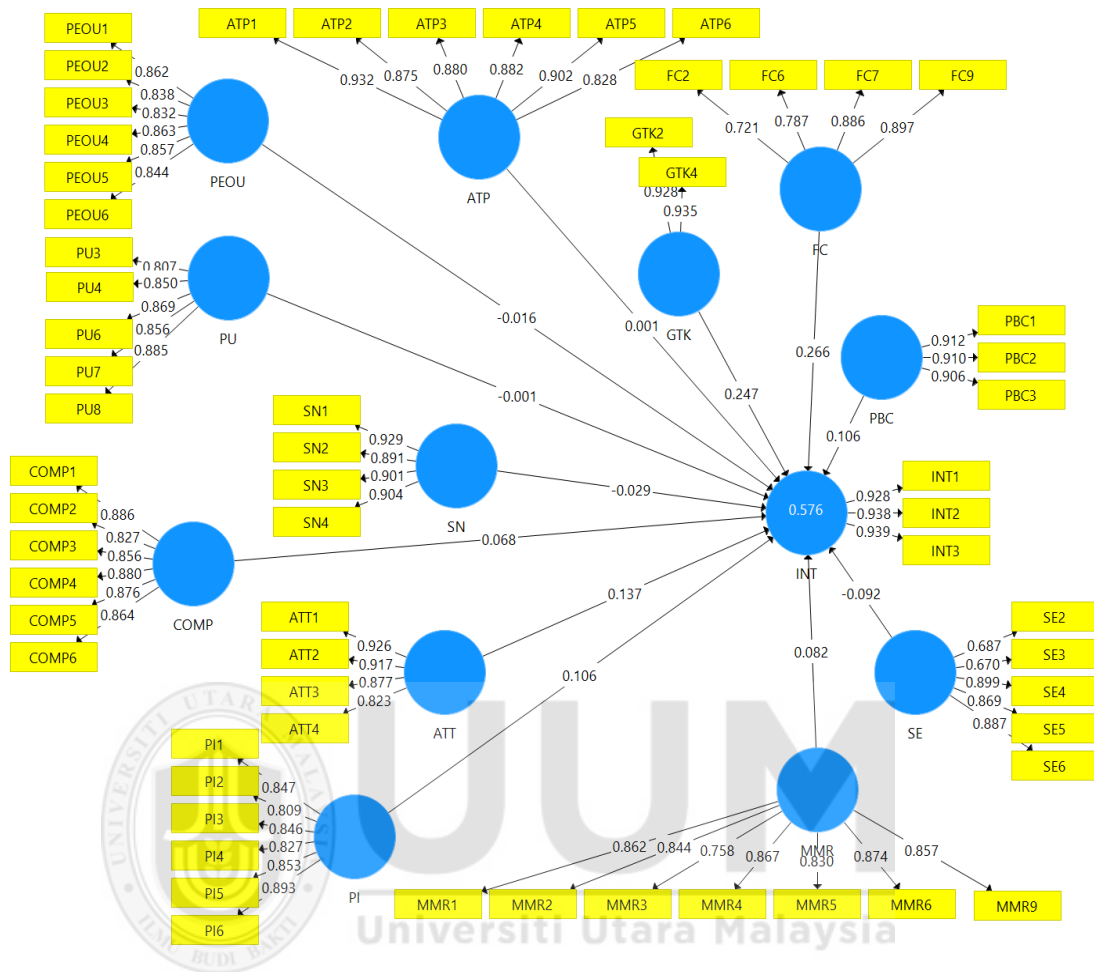 PEOU1
PEOU2
PEOU3
PEOU4
PEOU5
PEOU6
0.862
0.838
0.832
0.863
0.857
0.844
PEOU
ATP1 ATP2 ATP3 ATP4 ATP5 ATP6
0.932 0.875 0.880 0.882 0.902 0.828
ATP
FC2 FC6 FC7 FC9
0.721 0.787 0.886 0.897
FC
GTK2
GTK4
0.928
0.935
GTK
PU3
PU4
PU6
PU7
PU8
0.807
0.850
0.869
0.856
0.885
PU
PBC1
PBC2
PBC3
0.912
0.910
0.906
PBC
-0.016
0.001
0.266
-0.001
0.247
0.106
SN1
SN2
SN3
SN4
0.929
0.891
0.901
0.904
SN
-0.029
COMP1
COMP2
COMP3
COMP4
COMP5
COMP6
0.886
0.827
0.856
0.880
0.876
0.864
COMP
0.068
INT1
INT2
INT3
0.928
0.938
0.939
0.576
INT
ATT1
ATT2
ATT3
ATT4
0.926
0.917
0.877
0.823
ATT
0.137
0.106
0.082
-0.092
SE2
SE3
SE4
SE5
SE6
0.687
0.670
0.899
0.869
0.887
SE
PI1
PI2
PI3
PI4
PI5
PI6
0.847
0.809
0.846
0.827
0.853
0.893
PI
MMR
0.862 0.844 0.758 0.867 0.830 0.874 0.857
MMR1 MMR2 MMR3 MMR4 MMR5 MMR6 MMR9
UNIVERSITI UTARA MALAYSIA
ILMU BUDI BAKTI
UUM
Universiti Utara Malaysia